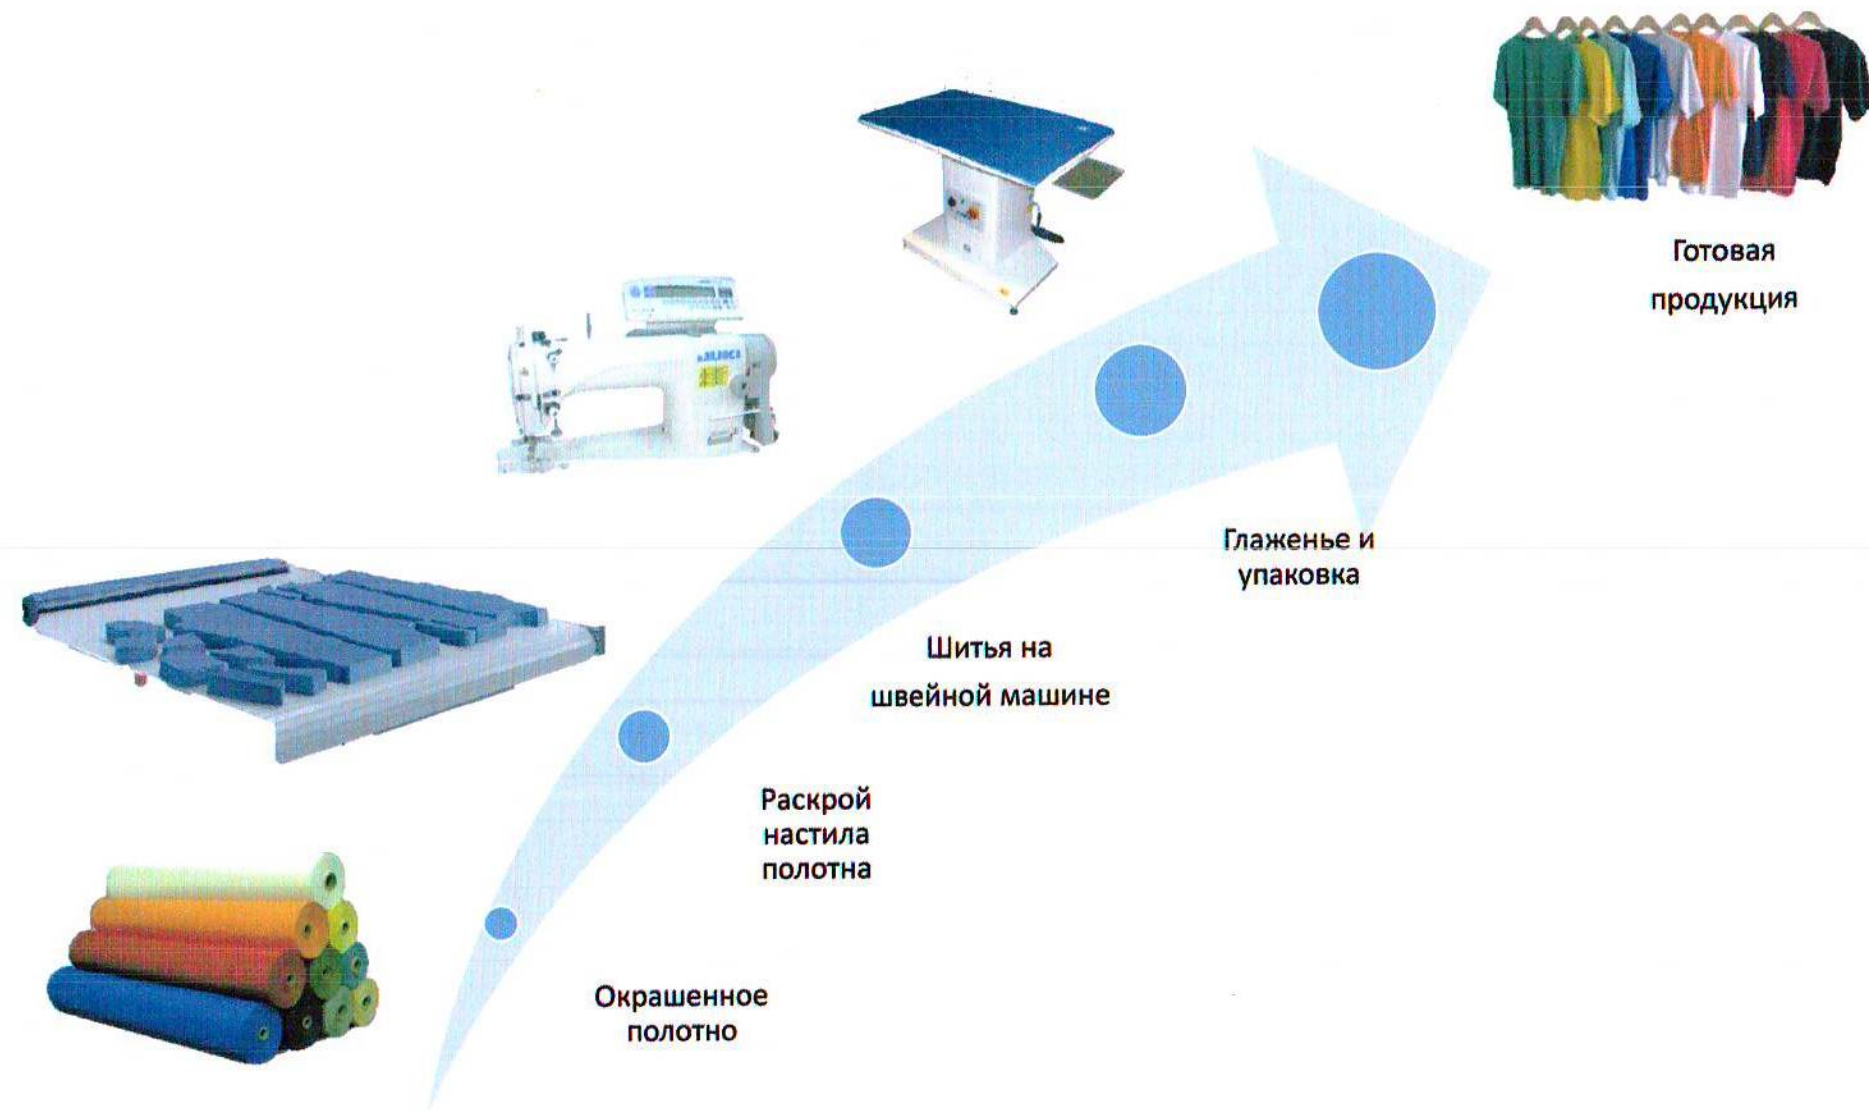 Готовая
продукция
Глаженье и
упаковка
Шитья на
швейной машине
Раскрой
настила
полотна
Окрашенное
полотно